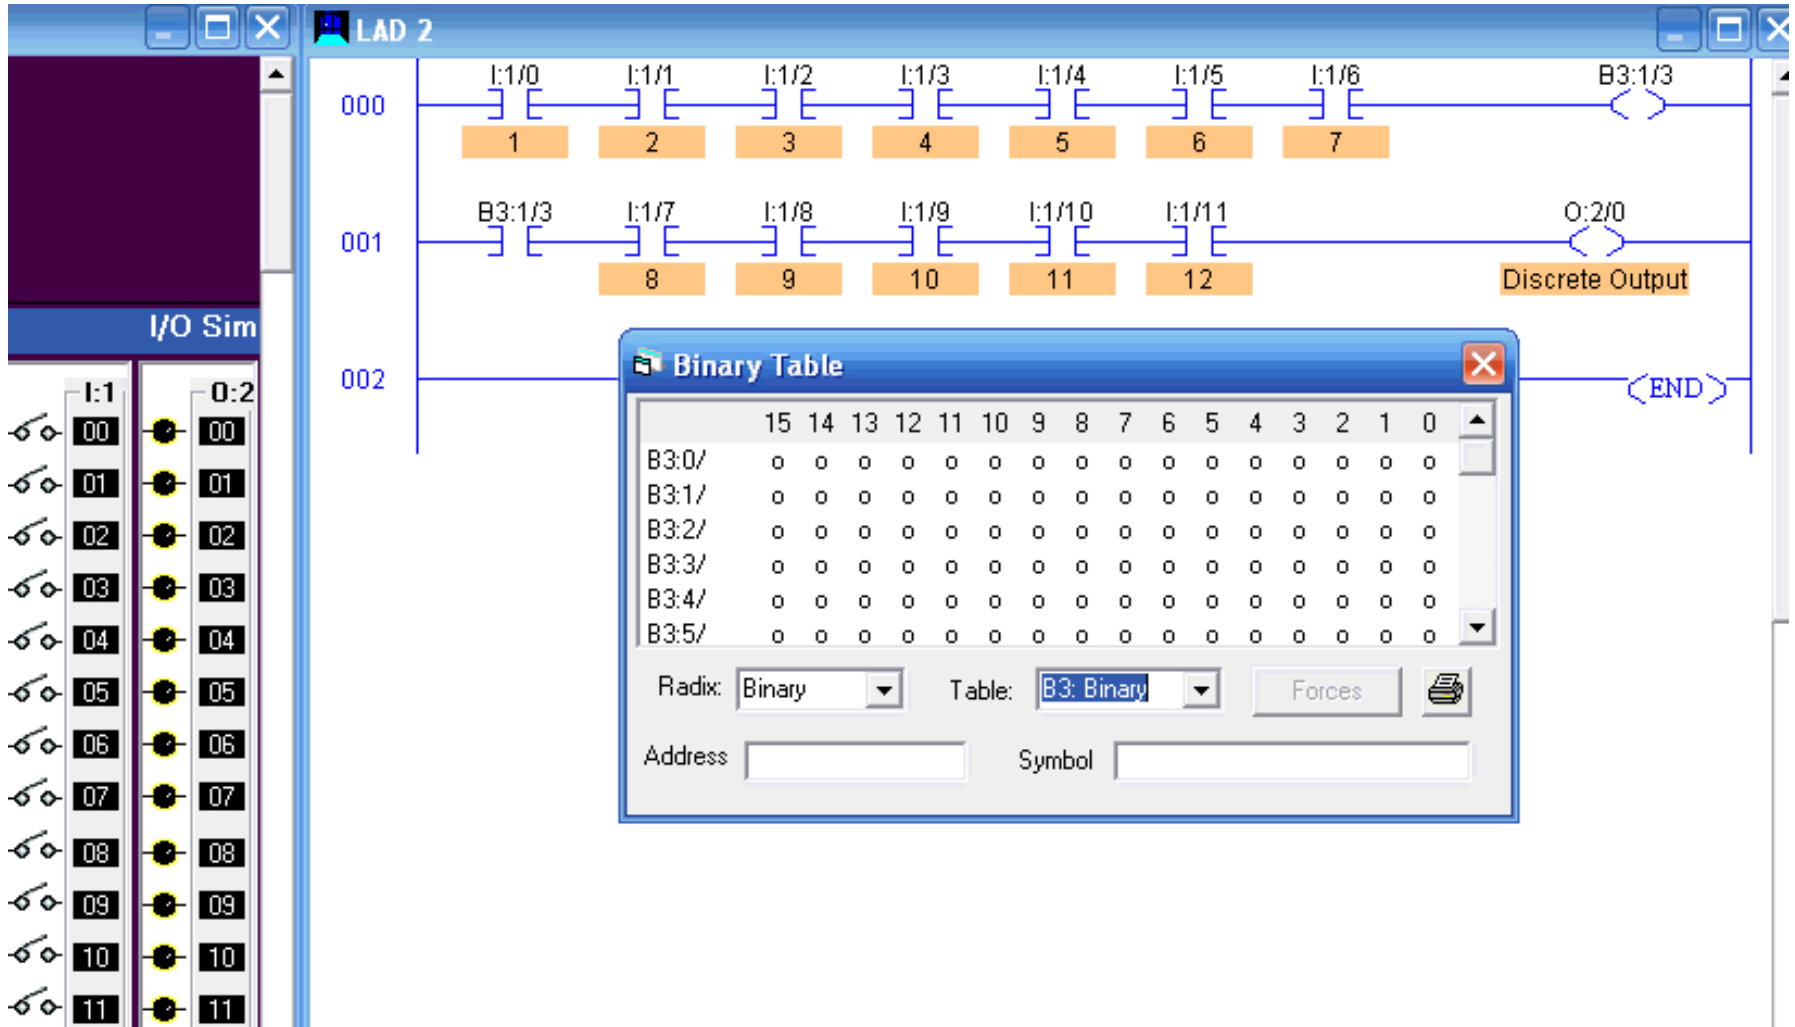 LAD 2
I:1/0 I:1/1 I:1/2 I:1/3 I:1/4 I:1/5 I:1/6 B3:1/3
000
1 2 3 4 5 6 7
B3:1/3 I:1/7 I:1/8 I:1/9 I:1/10 I:1/11 O:2/0
001
8 9 10 11 12 Discrete Output
002
END
I/O Sim
I:1 O:2
00 00
01 01
02 02
03 03
04 04
05 05
06 06
07 07
08 08
09 09
10 10
11 11
Binary Table
15 14 13 12 11 10 9 8 7 6 5 4 3 2 1 0
B3:0/ 0 0 0 0 0 0 0 0 0 0 0 0 0 0 0 0
B3:1/ 0 0 0 0 0 0 0 0 0 0 0 0 0 0 0 0
B3:2/ 0 0 0 0 0 0 0 0 0 0 0 0 0 0 0 0
B3:3/ 0 0 0 0 0 0 0 0 0 0 0 0 0 0 0 0
B3:4/ 0 0 0 0 0 0 0 0 0 0 0 0 0 0 0 0
B3:5/ 0 0 0 0 0 0 0 0 0 0 0 0 0 0 0 0
Radix: Binary Table: B3: Binary Forces
Address Symbol